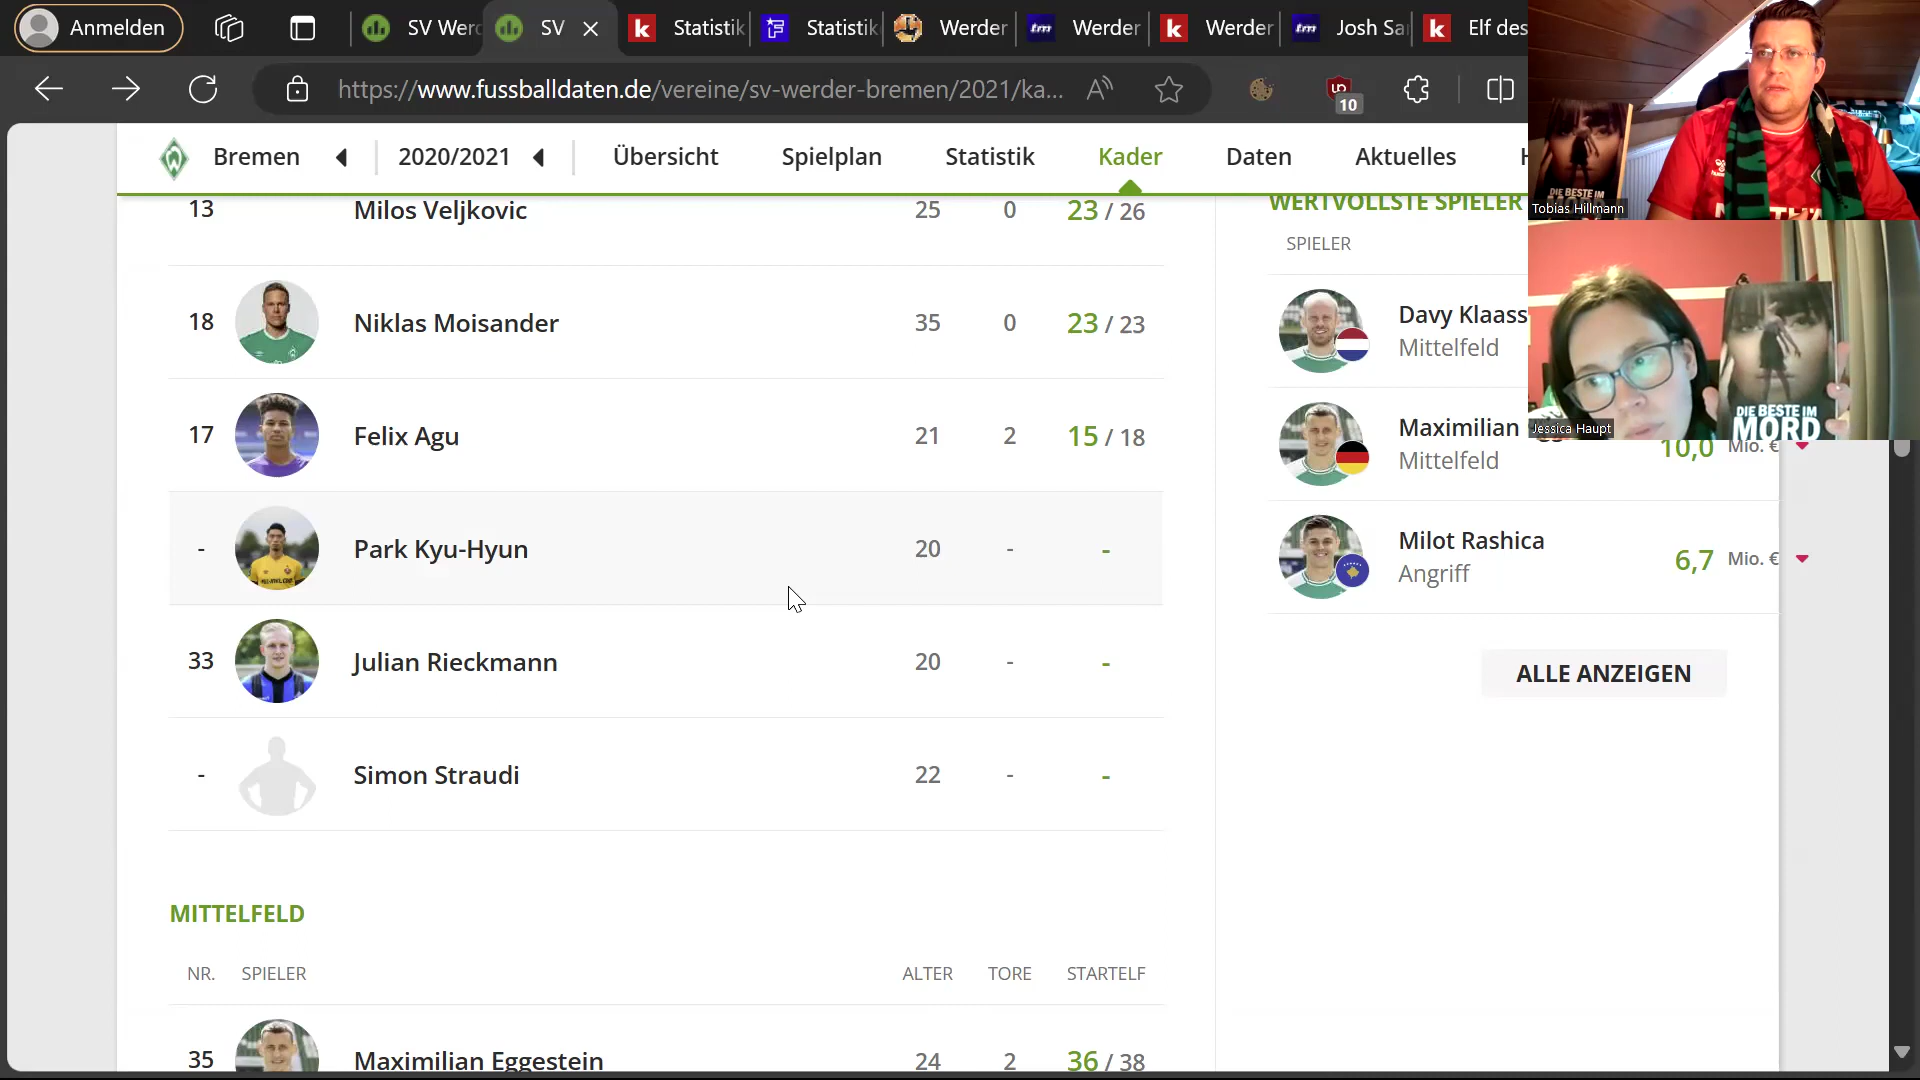 Anmelden
SV Werd
SV
Statistik
Statistik
Werder
Werder
Werder
Josh Sar
Elf des
https://www.fussballdaten.de/vereine/sv-werder-bremen/2021/ka...
10
Bremen
2020/2021
Übersicht
Spielplan
Statistik
Kader
Daten
Aktuelles
H
13 Milos Veljkovic 25 0 23 / 26
18 Niklas Moisander 35 0 23 / 23
17 Felix Agu 21 2 15 / 18
- Park Kyu-Hyun 20 - -
33 Julian Rieckmann 20 - -
- Simon Straudi 22 - -
MITTELFELD
NR. SPIELER ALTER TORE STARTELF
35 Maximilian Eggestein 24 2 36 / 38
WERTVOLLSTE SPIELER
SPIELER
Davy Klaass
Mittelfeld
Maximilian
Mittelfeld
10,0 Mio. €
Milot Rashica
Angriff
6,7 Mio. €
ALLE ANZEIGEN
DIE BESTE IM
Tobias Hillmann
DIE BESTE IM
MORD
Jessica Haupt